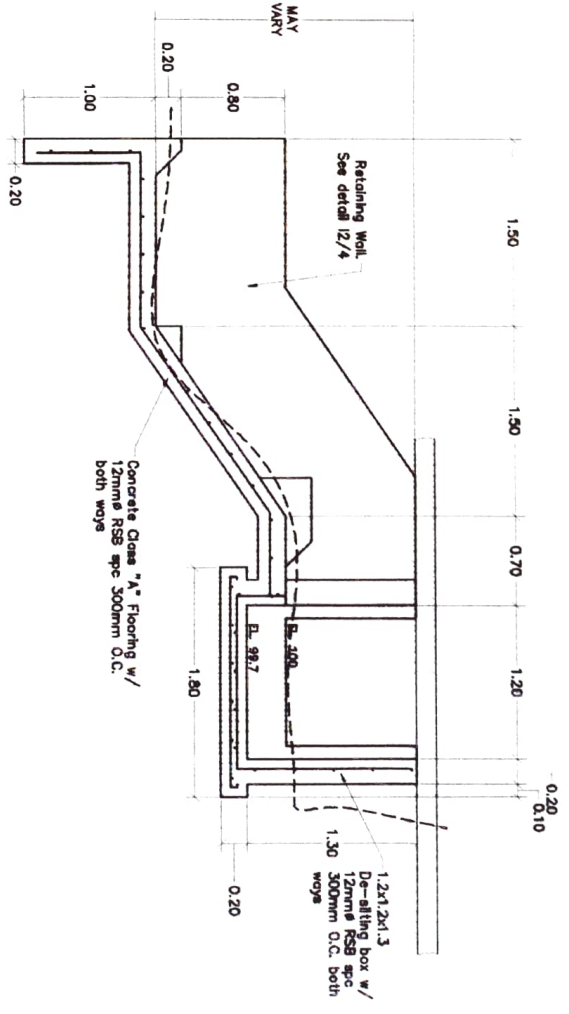 MAY
VARY
0.20
1.00
0.80
0.20
Retaining Wall.
See detail 12/4
1.50
1.50
0.70
1.20
0.20
0.10
Concrete Class "A" Flooring w/
12mmø RSB spc 300mm O.C.
both ways
EL 100
EL 99.7
1.80
1.30
0.20
1.2x1.2x1.3
De-silting box w/
12mmø RSB spc
300mm O.C. both
ways